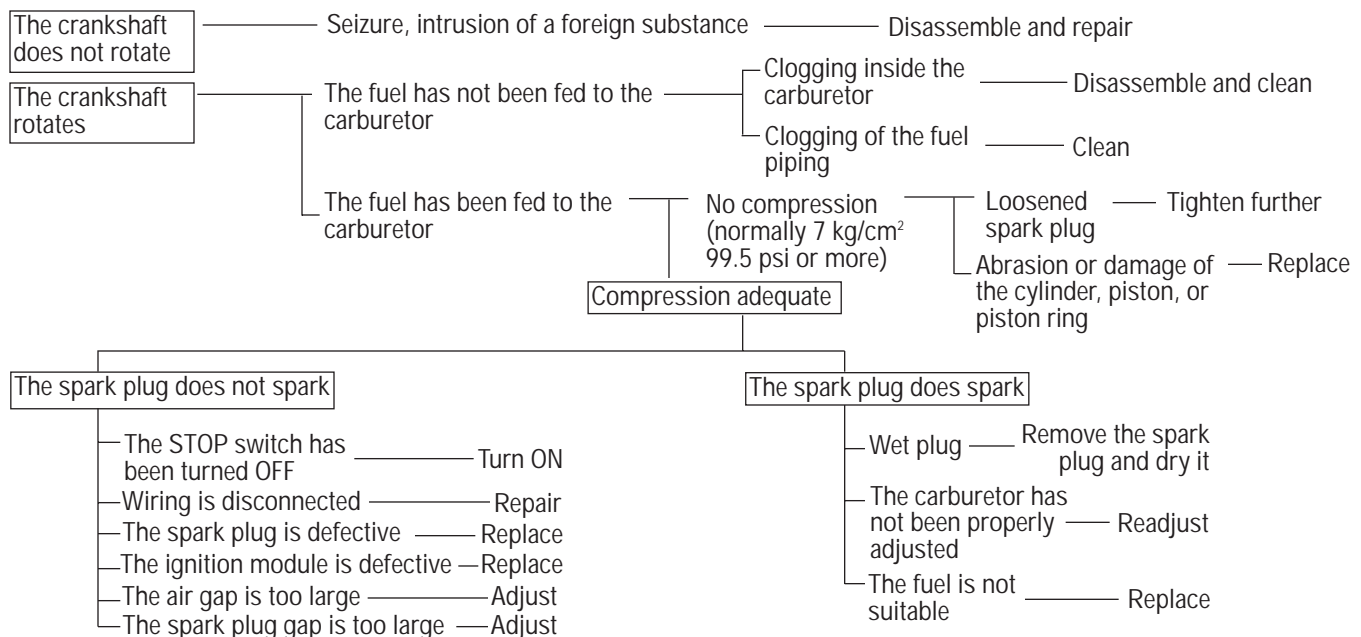 The crankshaft
does not rotate
Seizure, intrusion of a foreign substance
Disassemble and repair
The crankshaft
rotates
The fuel has not been fed to the
carburetor
Clogging inside the
carburetor
Disassemble and clean
Clogging of the fuel
piping
Clean
The fuel has been fed to the
carburetor
No compression
(normally 7 kg/cm²
99.5 psi or more)
Loosened
spark plug
Tighten further
Abrasion or damage of
the cylinder, piston, or
piston ring
Replace
Compression adequate
The spark plug does not spark
The STOP switch has
been turned OFF
Turn ON
Wiring is disconnected
Repair
The spark plug is defective
Replace
The ignition module is defective
Replace
The air gap is too large
Adjust
The spark plug gap is too large
Adjust
The spark plug does spark
Wet plug
Remove the spark
plug and dry it
The carburetor has
not been properly
adjusted
Readjust
The fuel is not
suitable
Replace